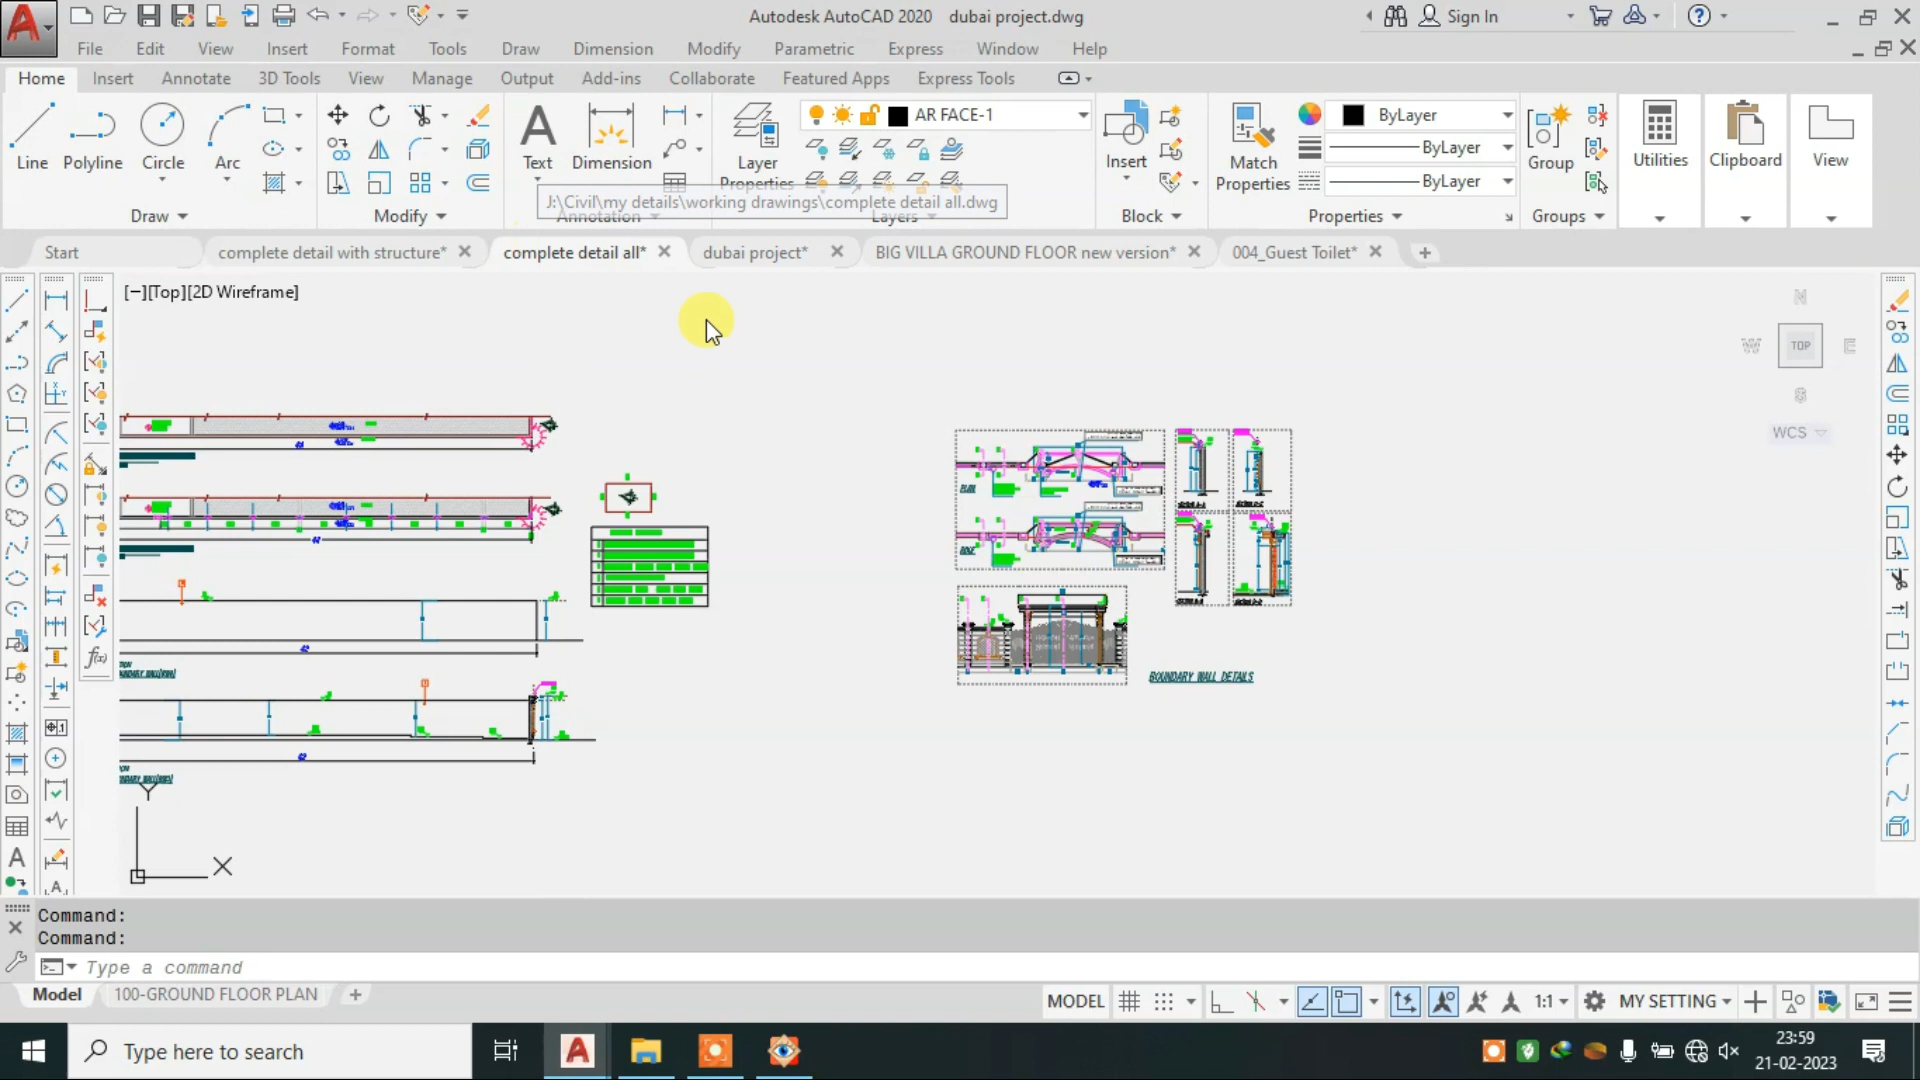 Autodesk AutoCAD 2020 dubai project.dwg
Sign In
File Edit View Insert Format Tools Draw Dimension Modify Parametric Express Window Help
Home Insert Annotate 3D Tools View Manage Output Add-ins Collaborate Featured Apps Express Tools
AR FACE-1
ByLayer
ByLayer
ByLayer
Line Polyline Circle Arc
Text Dimension
Layer Properties
Insert
Match Properties
Group
Utilities Clipboard View
J:\Civil\my details\working drawings\complete detail all.dwg
Draw Modify Annotation Layers Block Properties Groups
Start complete detail with structure* complete detail all* dubai project* BIG VILLA GROUND FLOOR new version* 004_Guest Toilet*
[−][Top][2D Wireframe]
N
W TOP E
S
WCS
PLAN
BOUNDARY WALL DETAILS
Y
X
Command:
Command:
Type a command
Model 100-GROUND FLOOR PLAN
MODEL 1:1 MY SETTING
Type here to search
23:59
21-02-2023